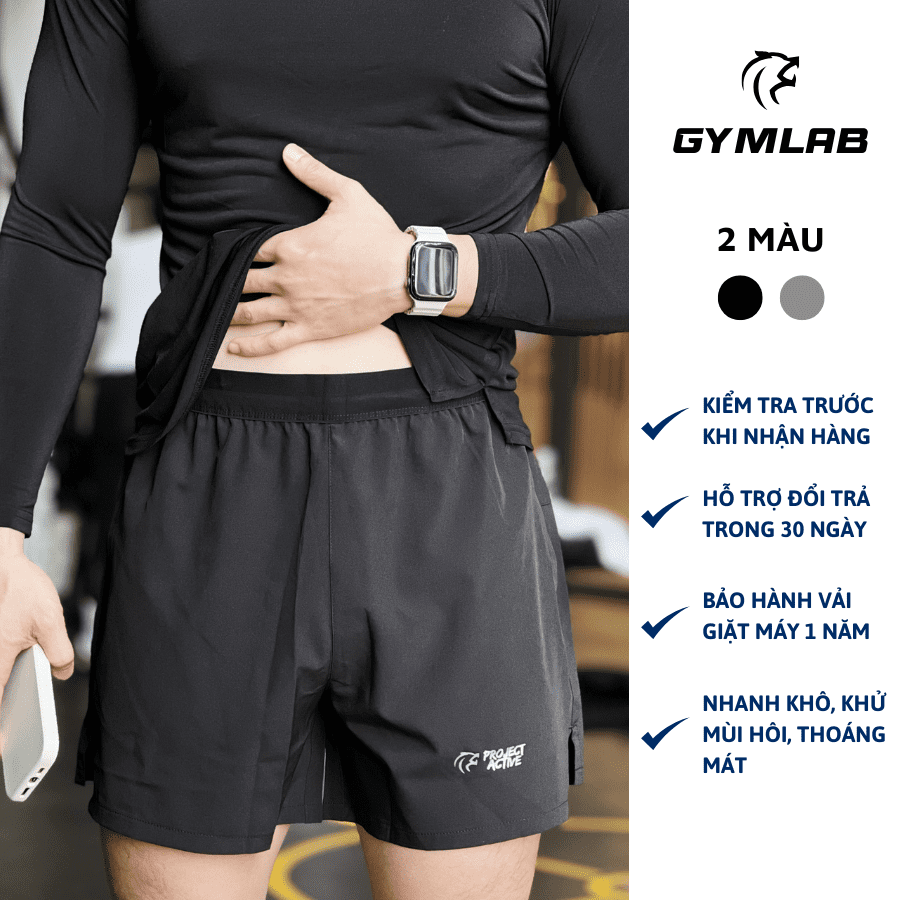 GYMLAB
2 MÀU
KIỂM TRA TRƯỚC
KHI NHẬN HÀNG
HỖ TRỢ ĐỔI TRẢ
TRONG 30 NGÀY
BẢO HÀNH VẢI
GIẶT MÁY 1 NĂM
NHANH KHÔ, KHỬ
MÙI HÔI, THOÁNG
MÁT
PROJECT
ACTIVE